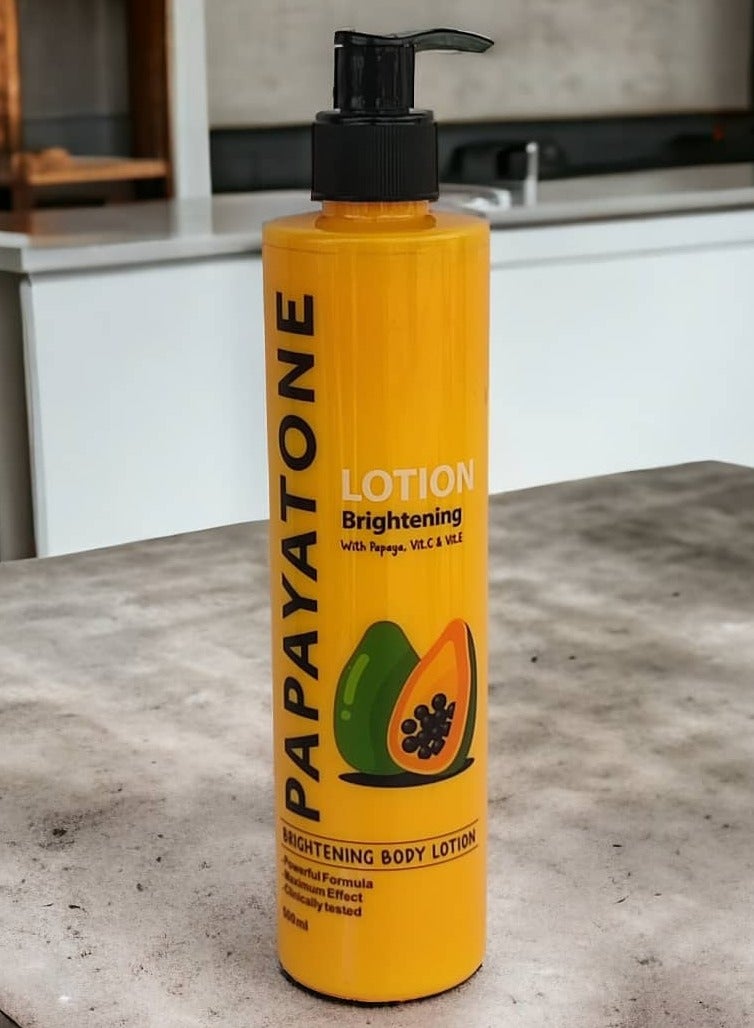 PAPAYATONE
LOTION
Brightening
With Papaya, Vit.C & Vit.E
BRIGHTENING BODY LOTION
-Powerful Formula
-Maximum Effect
-Clinically tested
500ml